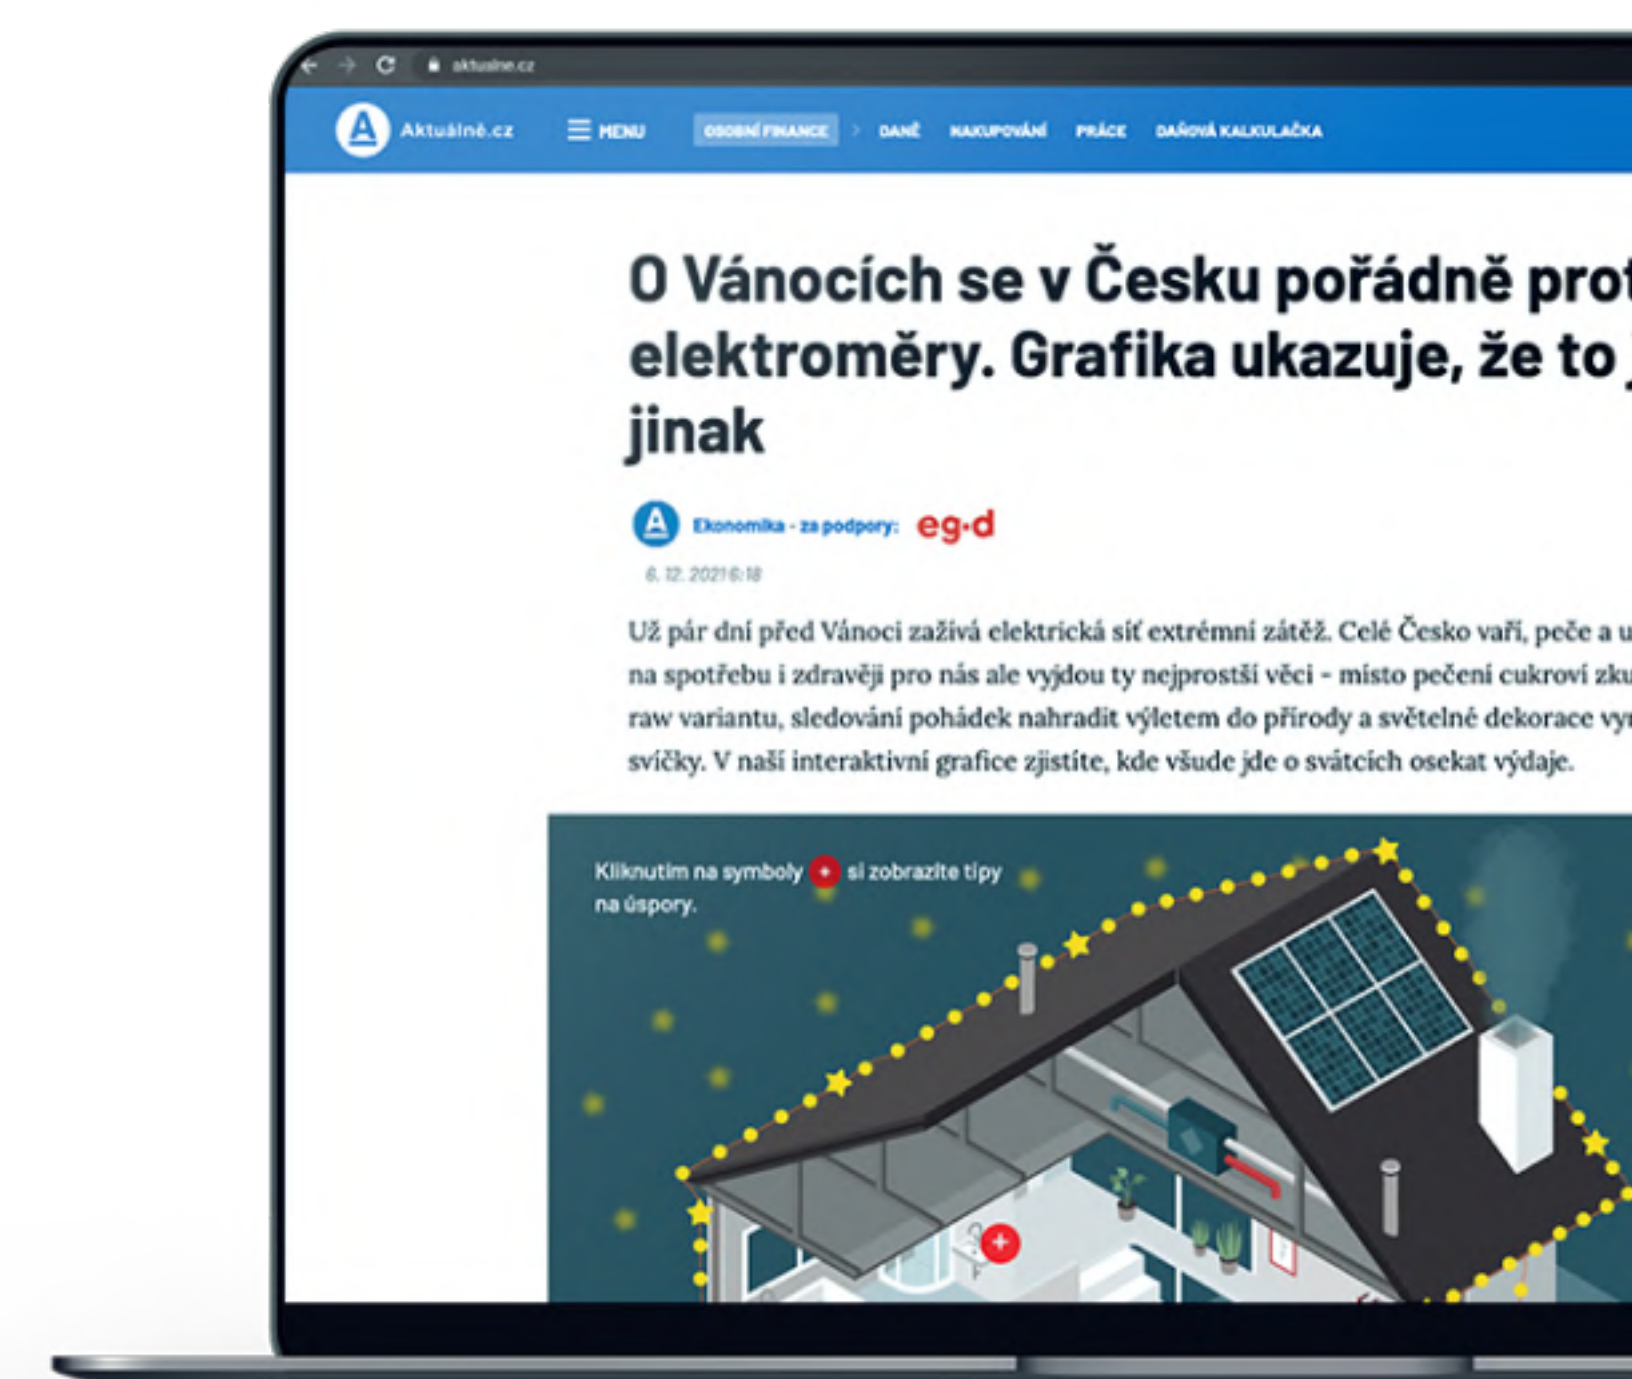 aktualne.cz
Aktuálně.cz MENU OSOBNÍ FINANCE > DANĚ NAKUPOVÁNÍ PRÁCE DAŇOVÁ KALKULAČKA
O Vánocích se v Česku pořádně prot
elektroměry. Grafika ukazuje, že to j
jinak
Ekonomika - za podpory: eg·d
6. 12. 2021 6:18
Už pár dní před Vánoci zažívá elektrická síť extrémní zátěž. Celé Česko vaří, peče a u
na spotřebu i zdravěji pro nás ale vyjdou ty nejprostší věci - místo pečení cukroví zku
raw variantu, sledování pohádek nahradit výletem do přírody a světelné dekorace vy
svíčky. V naší interaktivní grafice zjistíte, kde všude jde o svátcích osekat výdaje.
Kliknutím na symboly + si zobrazíte tipy
na úspory.